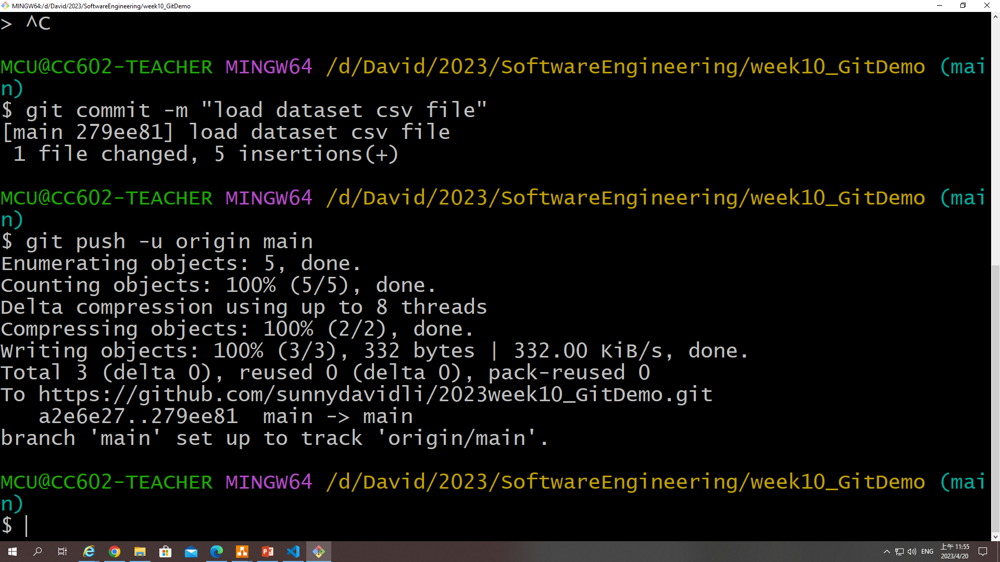 MINGW64:/d/David/2023/SoftwareEngineering/week10_GitDemo
> ^C
MCU@CC602-TEACHER MINGW64 /d/David/2023/SoftwareEngineering/week10_GitDemo (mai
n)
$ git commit -m "load dataset csv file"
[main 279ee81] load dataset csv file
 1 file changed, 5 insertions(+)
MCU@CC602-TEACHER MINGW64 /d/David/2023/SoftwareEngineering/week10_GitDemo (mai
n)
$ git push -u origin main
Enumerating objects: 5, done.
Counting objects: 100% (5/5), done.
Delta compression using up to 8 threads
Compressing objects: 100% (2/2), done.
Writing objects: 100% (3/3), 332 bytes | 332.00 KiB/s, done.
Total 3 (delta 0), reused 0 (delta 0), pack-reused 0
To https://github.com/sunnydavidli/2023week10_GitDemo.git
   a2e6e27..279ee81  main -> main
branch 'main' set up to track 'origin/main'.
MCU@CC602-TEACHER MINGW64 /d/David/2023/SoftwareEngineering/week10_GitDemo (mai
n)
$
ENG
上午 11:55
2023/4/20